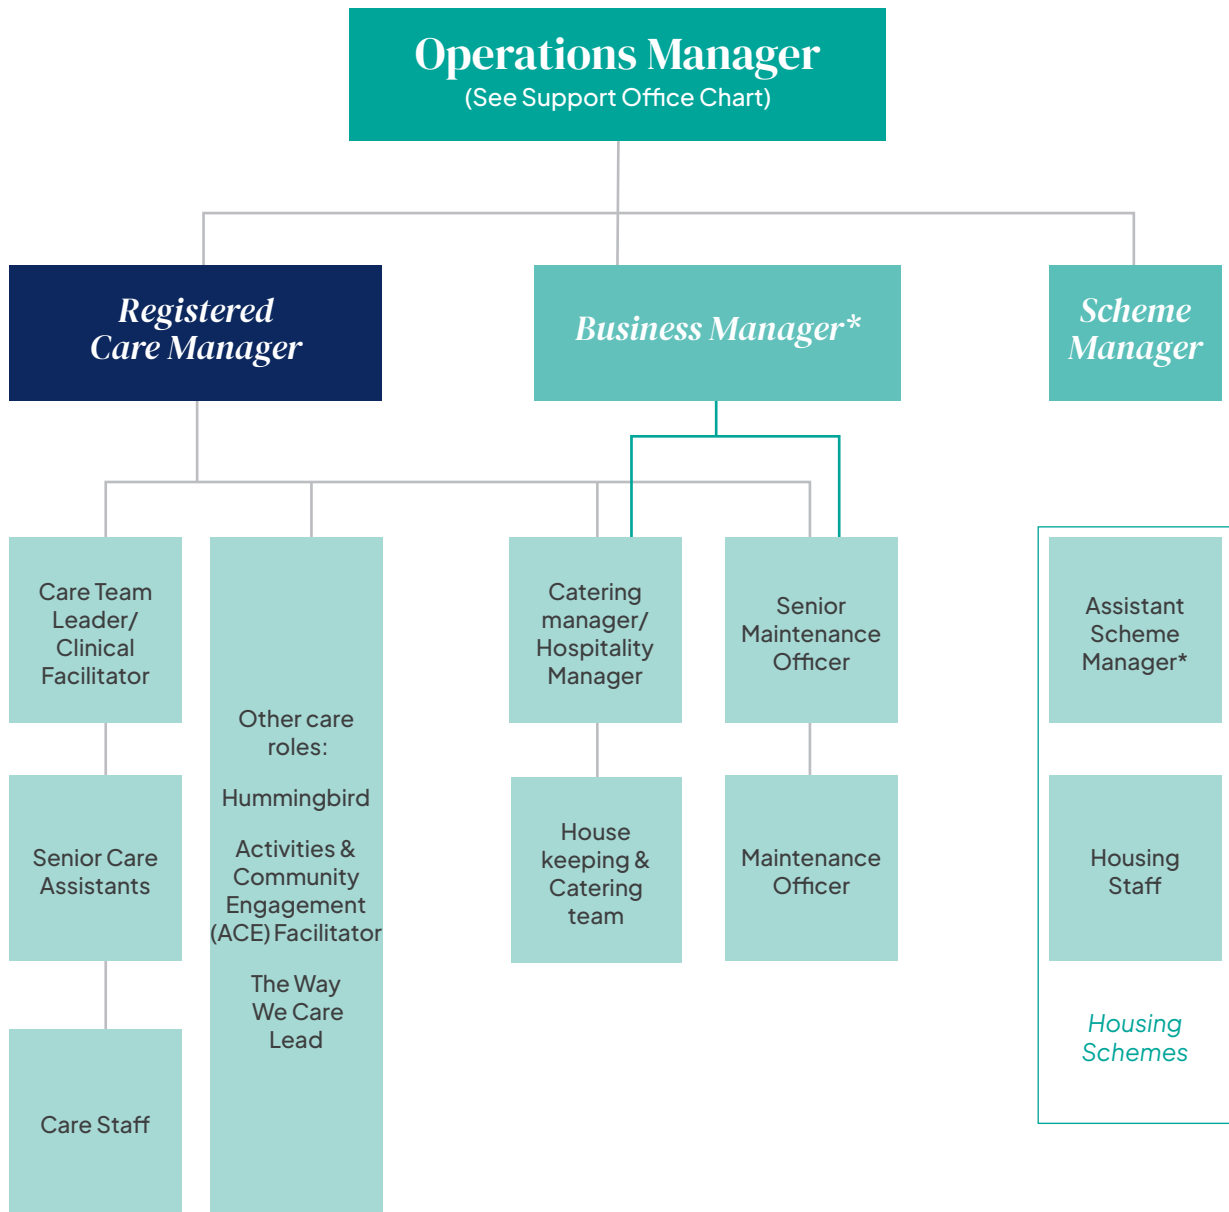 Operations Manager
(See Support Office Chart)
Registered
Care Manager
Business Manager*
Scheme
Manager
Care Team
Leader/
Clinical
Facilitator
Senior Care
Assistants
Care Staff
Other care
roles:
Hummingbird
Activities &
Community
Engagement
(ACE) Facilitator
The Way
We Care
Lead
Catering
manager/
Hospitality
Manager
House
keeping &
Catering
team
Senior
Maintenance
Officer
Maintenance
Officer
Assistant
Scheme
Manager*
Housing
Staff
Housing
Schemes